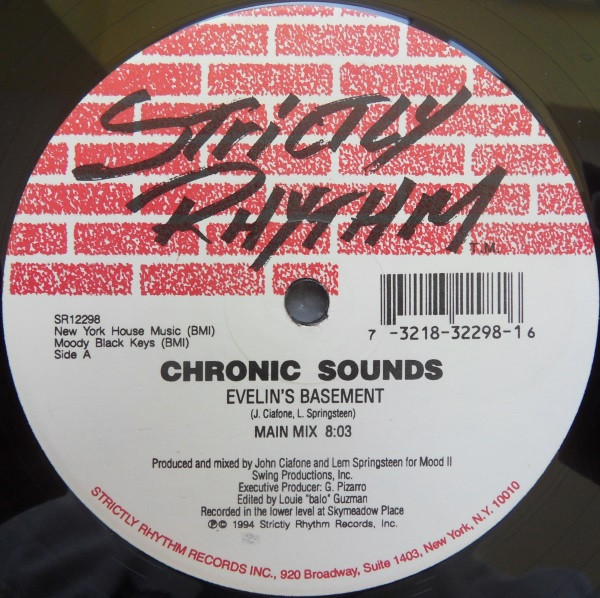 STRICTLY
RHYTHM
T.M.
SR12298
New York House Music (BMI)
Moody Black Keys (BMI)
Side A
7 -3218-32298-1 6
CHRONIC SOUNDS
EVELIN'S BASEMENT
(J. Ciafone, L. Springsteen)
MAIN MIX 8:03
Produced and mixed by John Ciafone and Lem Springsteen for Mood II
Swing Productions, Inc.
Executive Producer: G. Pizarro
Edited by Louie "balo" Guzman
Recorded in the lower level at Skymeadow Place
℗© 1994 Strictly Rhythm Records, Inc.
STRICTLY RHYTHM RECORDS INC., 920 Broadway, Suite 1403, New York, N.Y. 10010